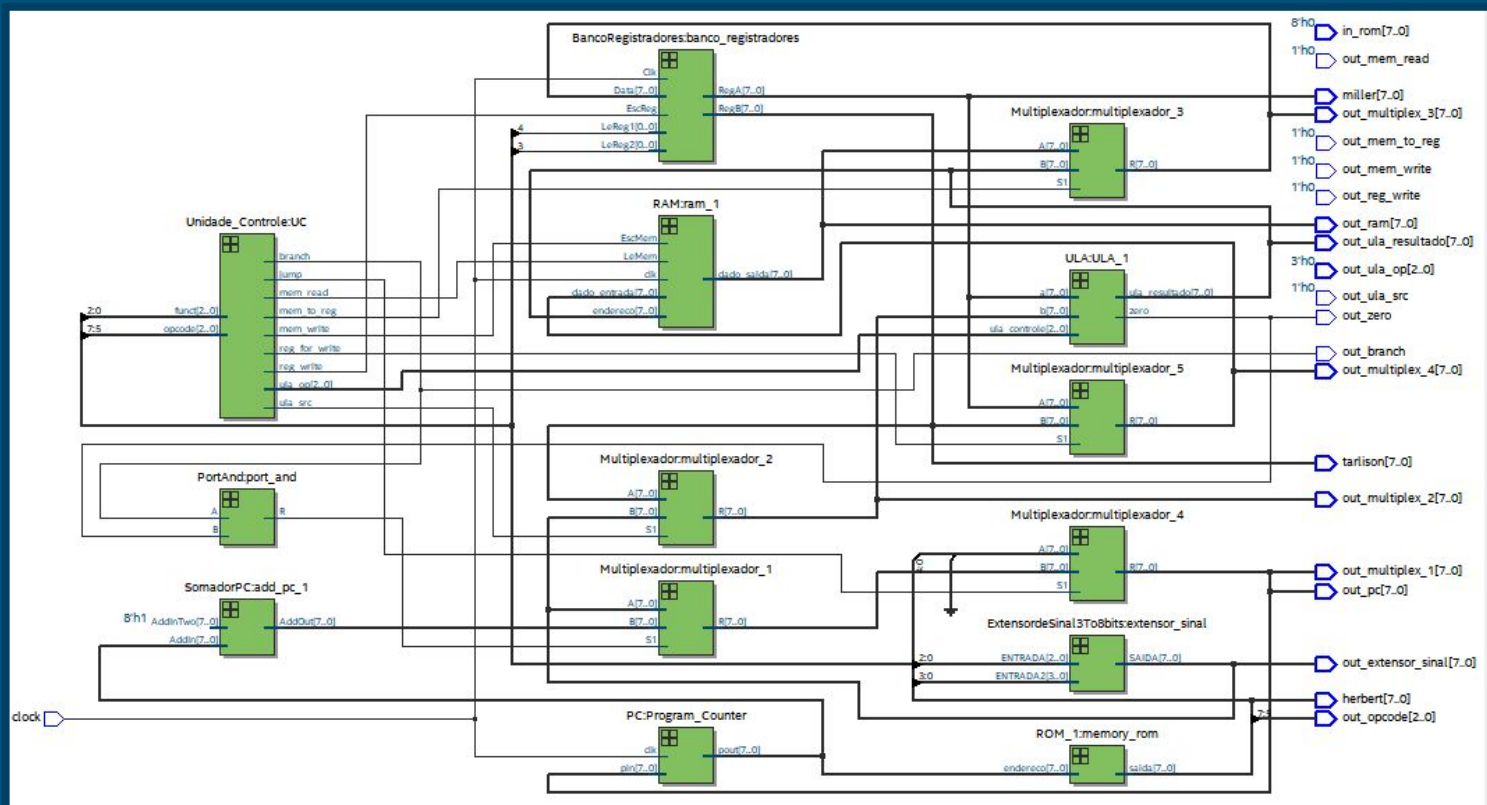 BancoRegistradores:banco_registradores
Clk
Data[7..0]
EscReg
4
LeReg1[0..0]
3
LeReg2[0..0]
RegA[7..0]
RegB[7..0]
Multiplexador:multiplexador_3
A[7..0]
B[7..0]
S1
R[7..0]
Unidade_Controle:UC
2:0
funct[2..0]
7:5
opcode[2..0]
branch
jump
mem_read
mem_to_reg
mem_write
reg_for_write
reg_write
ula_op[2..0]
ula_src
RAM:ram_1
EscMem
LeMem
clk
dado_entrada[7..0]
endereco[7..0]
dado_saida[7..0]
ULA:ULA_1
a[7..0]
b[7..0]
ula_controle[2..0]
ula_resultado[7..0]
zero
Multiplexador:multiplexador_5
A[7..0]
B[7..0]
S1
R[7..0]
PortAnd:port_and
A
B
R
Multiplexador:multiplexador_2
A[7..0]
B[7..0]
S1
R[7..0]
Multiplexador:multiplexador_4
A[7..0]
B[7..0]
S1
R[7..0]
SomadorPC:add_pc_1
8'h1 AddInTwo[7..0]
AddIn[7..0]
AddOut[7..0]
Multiplexador:multiplexador_1
A[7..0]
B[7..0]
S1
R[7..0]
ExtensordeSinal3To8bits:extensor_sinal
2:0
ENTRADA[2..0]
3:0
ENTRADA2[3..0]
SAIDA[7..0]
clock
PC:Program_Counter
clk
pin[7..0]
pout[7..0]
ROM_1:memory_rom
endereco[7..0]
saida[7..0]
8'h0 in_rom[7..0]
1'h0 out_mem_read
miller[7..0]
out_multiplex_3[7..0]
1'h0 out_mem_to_reg
1'h0 out_mem_write
1'h0 out_reg_write
out_ram[7..0]
out_ula_resultado[7..0]
3'h0 out_ula_op[2..0]
1'h0 out_ula_src
out_zero
out_branch
out_multiplex_4[7..0]
tarlison[7..0]
out_multiplex_2[7..0]
out_multiplex_1[7..0]
out_pc[7..0]
out_extensor_sinal[7..0]
herbert[7..0]
out_opcode[2..0]